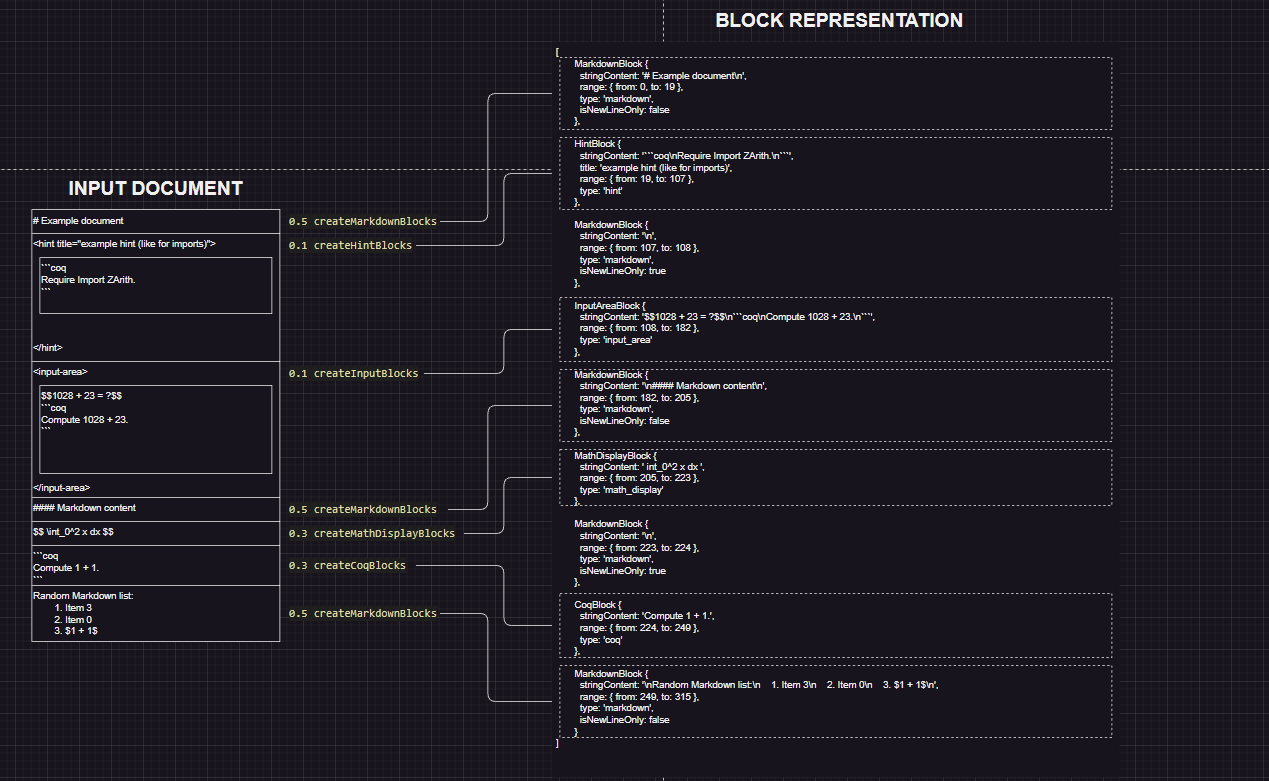 BLOCK REPRESENTATION
INPUT DOCUMENT
# Example document
<hint title="example hint (like for imports)">
```coq
Require Import ZArith.
```
</hint>
<input-area>
$$1028 + 23 = ?$$
```coq
Compute 1028 + 23.
```
</input-area>
#### Markdown content
$$ \int_0^2 x dx $$
```coq
Compute 1 + 1.
```
Random Markdown list:
1. Item 3
2. Item 0
3. $1 + 1$
0.5 createMarkdownBlocks
0.1 createHintBlocks
0.1 createInputBlocks
0.5 createMarkdownBlocks
0.3 createMathDisplayBlocks
0.3 createCoqBlocks
0.5 createMarkdownBlocks
[
MarkdownBlock {
stringContent: '# Example document\n',
range: { from: 0, to: 19 },
type: 'markdown',
isNewLineOnly: false
},
HintBlock {
stringContent: '```coq\nRequire Import ZArith.\n```',
title: 'example hint (like for imports)',
range: { from: 19, to: 107 },
type: 'hint'
},
MarkdownBlock {
stringContent: '\n',
range: { from: 107, to: 108 },
type: 'markdown',
isNewLineOnly: true
},
InputAreaBlock {
stringContent: '$$1028 + 23 = ?$$\n```coq\nCompute 1028 + 23.\n```',
range: { from: 108, to: 182 },
type: 'input_area'
},
MarkdownBlock {
stringContent: '\n#### Markdown content\n',
range: { from: 182, to: 205 },
type: 'markdown',
isNewLineOnly: false
},
MathDisplayBlock {
stringContent: ' int_0^2 x dx ',
range: { from: 205, to: 223 },
type: 'math_display'
},
MarkdownBlock {
stringContent: '\n',
range: { from: 223, to: 224 },
type: 'markdown',
isNewLineOnly: true
},
CoqBlock {
stringContent: 'Compute 1 + 1.',
range: { from: 224, to: 249 },
type: 'coq'
},
MarkdownBlock {
stringContent: '\nRandom Markdown list:\n    1. Item 3\n    2. Item 0\n    3. $1 + 1$\n',
range: { from: 249, to: 315 },
type: 'markdown',
isNewLineOnly: false
}
]